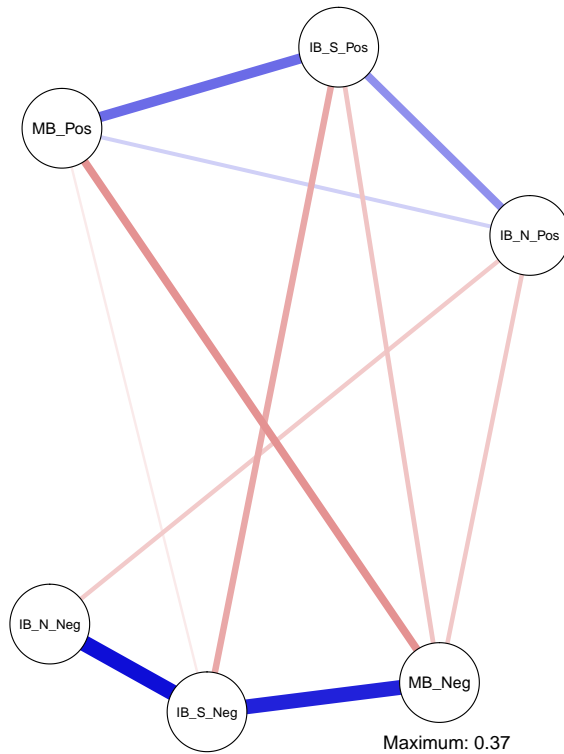 IB_S_Pos
MB_Pos
IB_N_Pos
IB_N_Neg
MB_Neg
IB_S_Neg
Maximum: 0.37